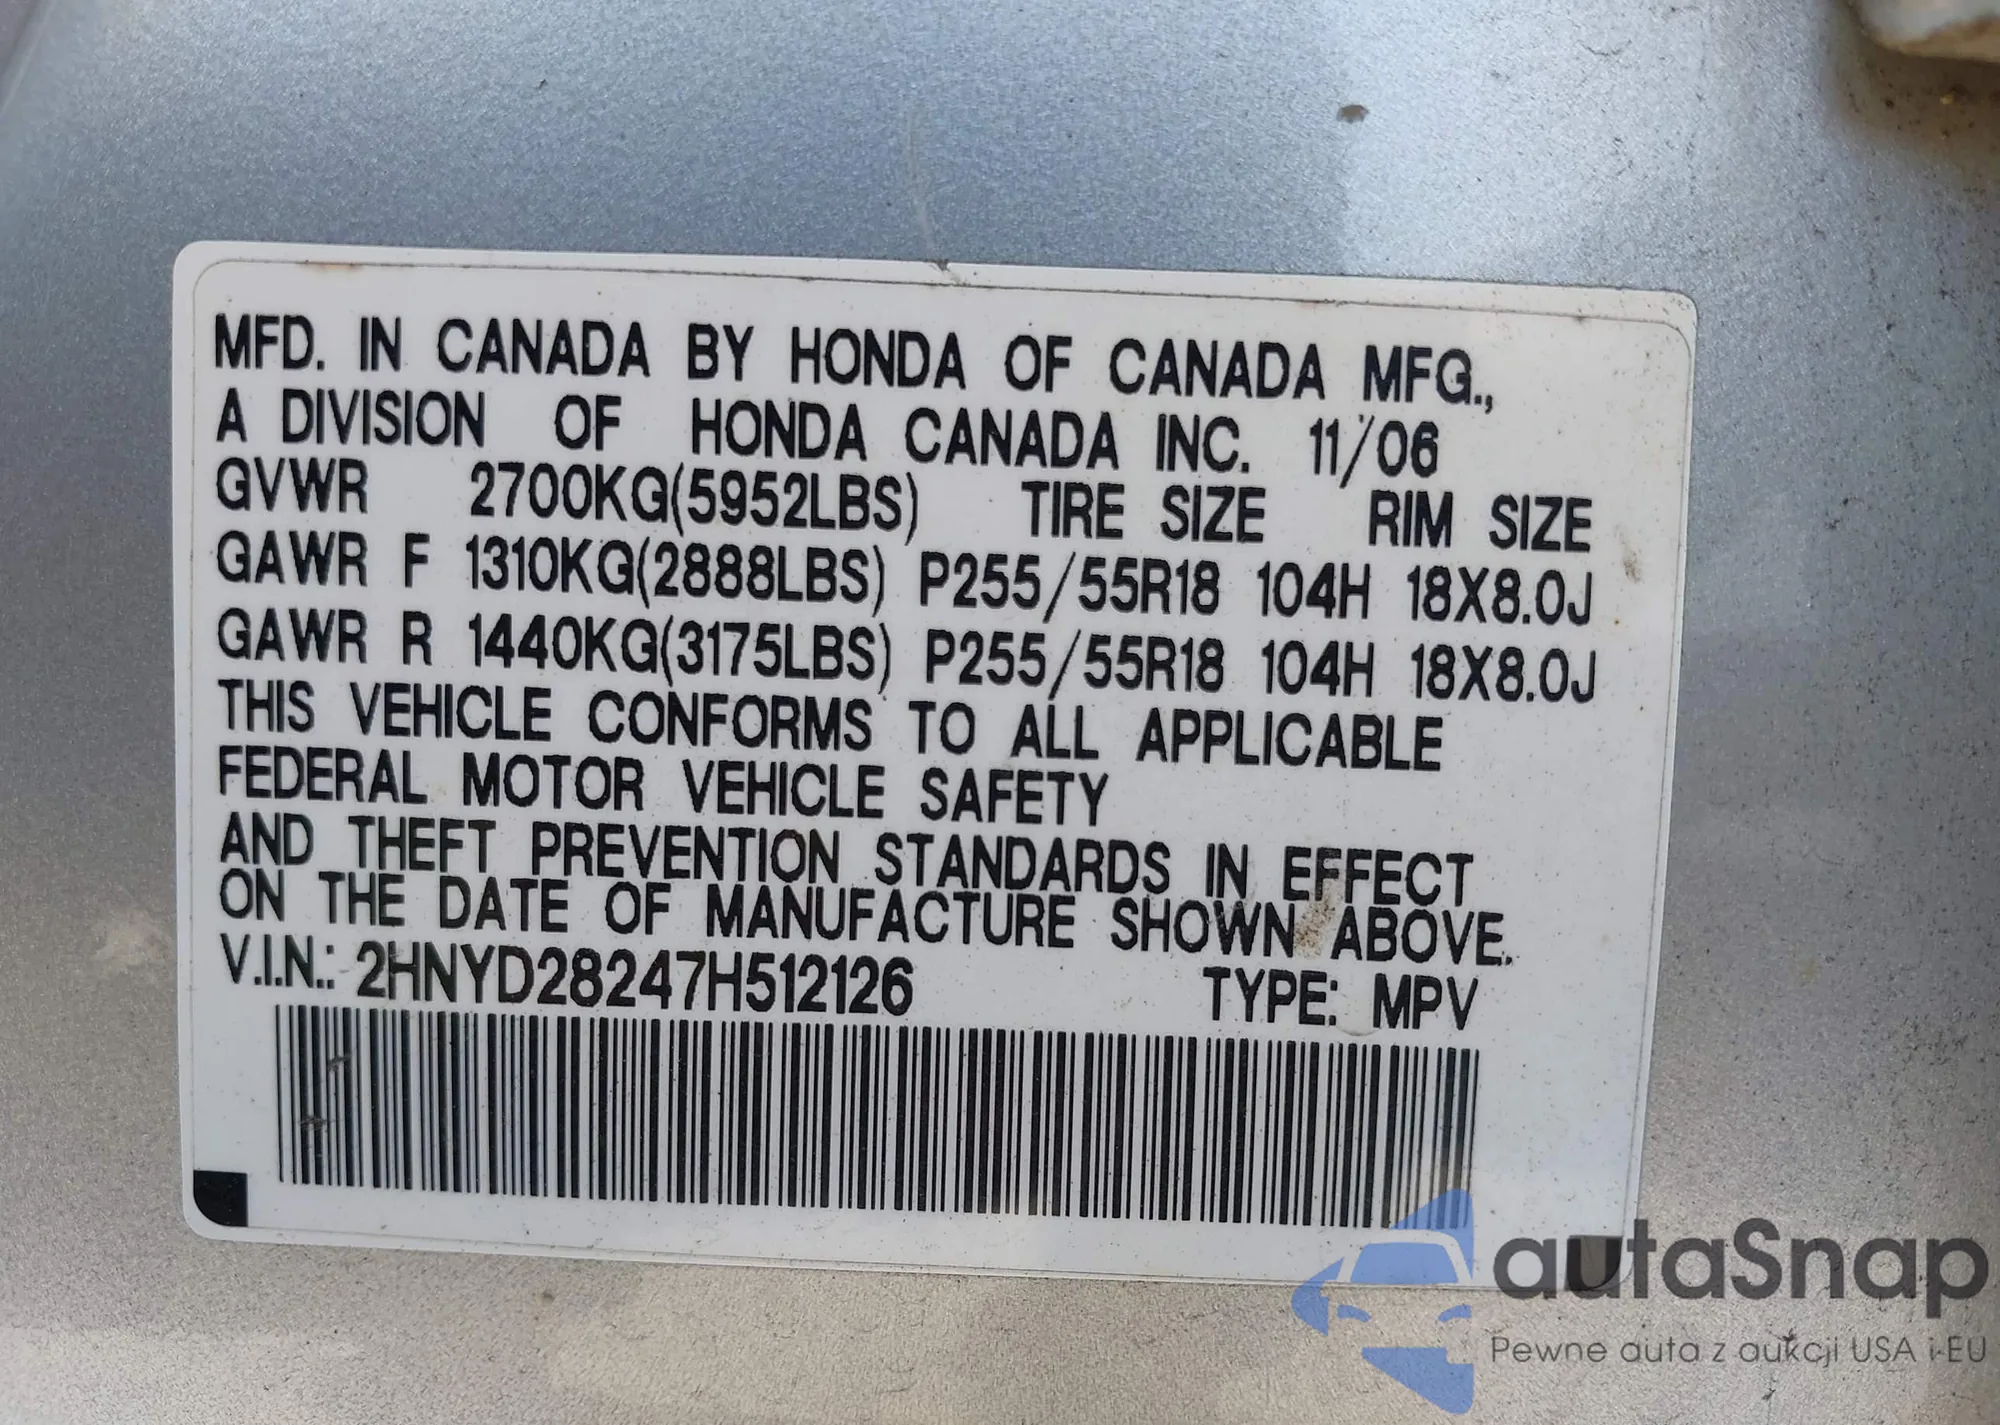 MFD. IN CANADA BY HONDA OF CANADA MFG.,
A DIVISION OF HONDA CANADA INC. 11/06
GVWR 2700KG(5952LBS) TIRE SIZE RIM SIZE
GAWR F 1310KG(2888LBS) P255/55R18 104H 18X8.0J
GAWR R 1440KG(3175LBS) P255/55R18 104H 18X8.0J
THIS VEHICLE CONFORMS TO ALL APPLICABLE
FEDERAL MOTOR VEHICLE SAFETY
AND THEFT PREVENTION STANDARDS IN EFFECT
ON THE DATE OF MANUFACTURE SHOWN ABOVE.
V.I.N.: 2HNYD28247H512126 TYPE: MPV
autaSnap
Pewne auta z aukcji USA i EU